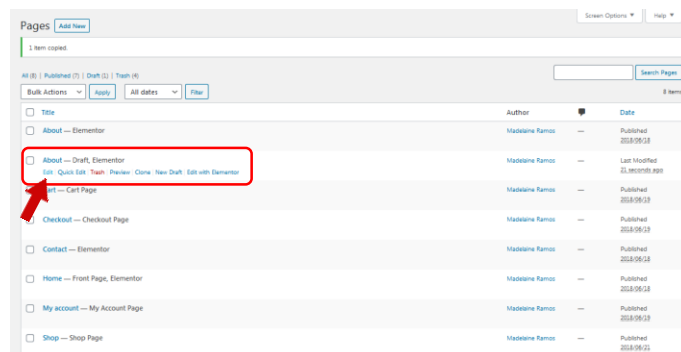 Screen Options ▼ Help ▼
Pages Add New
1 item copied.
All (8) | Published (7) | Draft (1) | Trash (4)
Search Pages
Bulk Actions Apply All dates Filter 8 items
Title Author Date
About — Elementor Madelaine Ramos — Published
2018/06/18
About — Draft, Elementor Madelaine Ramos — Last Modified
Edit | Quick Edit | Trash | Preview | Clone | New Draft | Edit with Elementor 21 seconds ago
Cart — Cart Page Madelaine Ramos — Published
2018/06/19
Checkout — Checkout Page Madelaine Ramos — Published
2018/06/19
Contact — Elementor Madelaine Ramos — Published
2018/06/18
Home — Front Page, Elementor Madelaine Ramos — Published
2018/06/18
My account — My Account Page Madelaine Ramos — Published
2018/06/19
Shop — Shop Page Madelaine Ramos — Published
2018/06/21